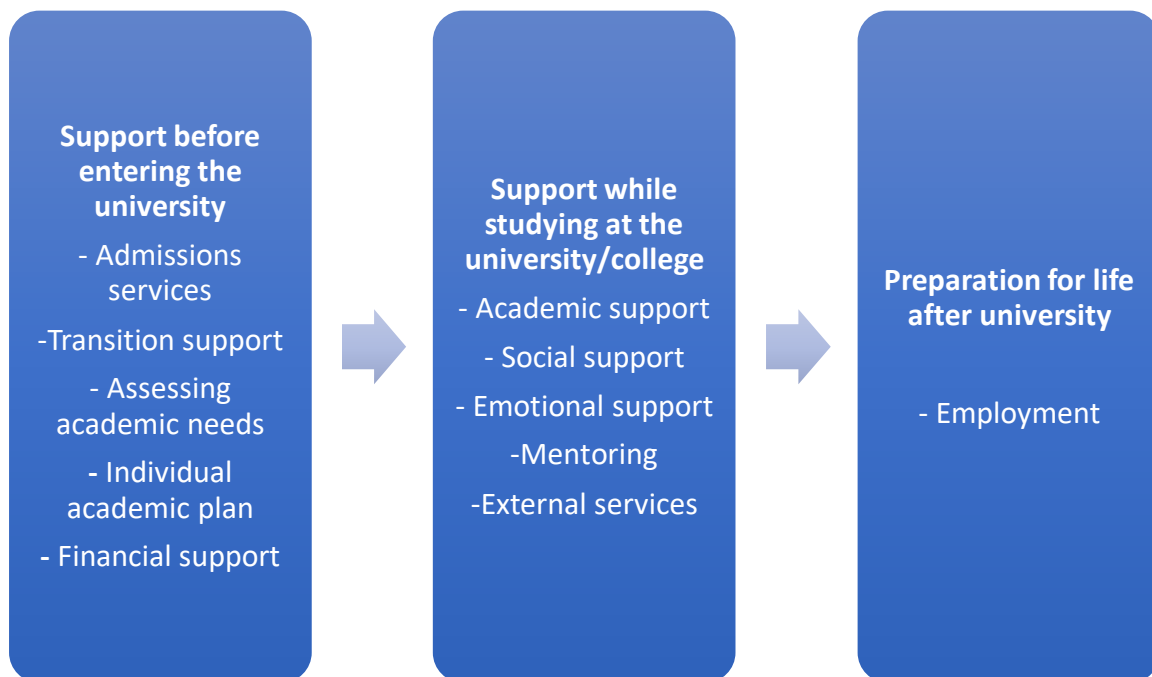 Support before
entering the
university
- Admissions
services
-Transition support
- Assessing
academic needs
- Individual
academic plan
- Financial support
Support while
studying at the
university/college
- Academic support
- Social support
- Emotional support
-Mentoring
-External services
Preparation for life
after university
- Employment